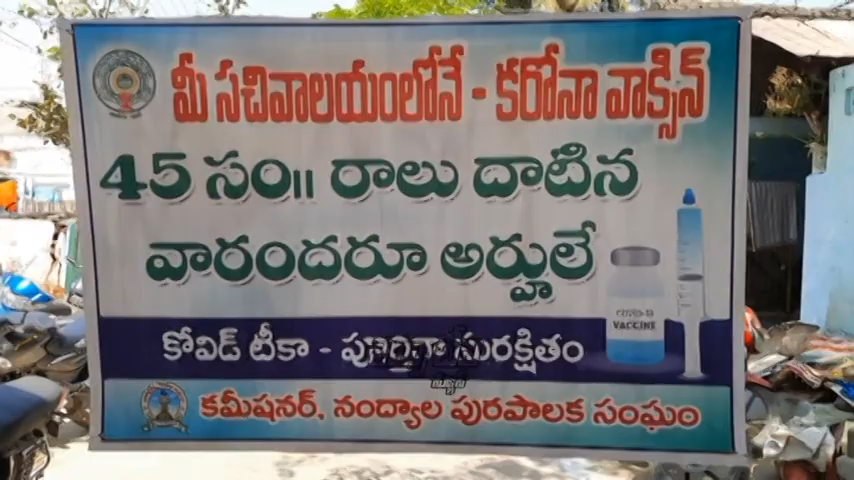 మీ సచివాలయంలోనే - కరోనా వాక్సిన్
45 సం॥ రాలు దాటిన
వారందరూ అర్హులే
COVID-19
VACCINE
కోవిడ్ టీకా - పూర్తిగా సురక్షితం
న్యూస్
కమీషనర్, నంద్యాల పురపాలక సంఘం